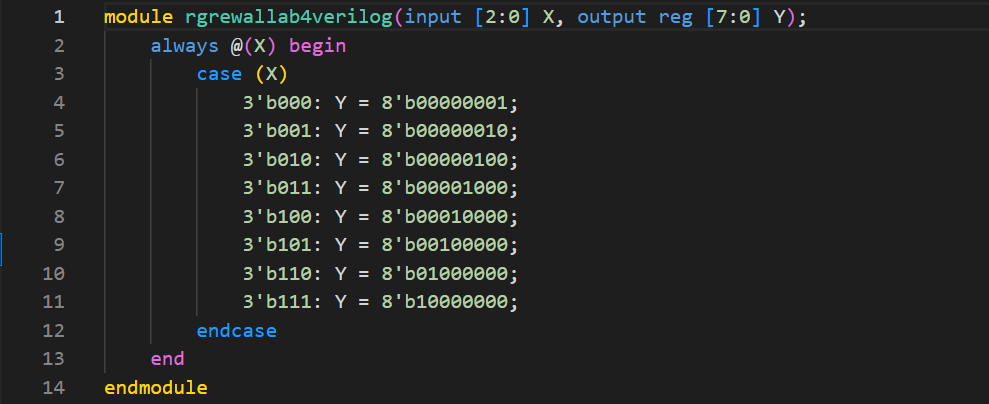 1 module rgrewallab4verilog(input [2:0] X, output reg [7:0] Y);
2 always @(X) begin
3 case (X)
4 3'b000: Y = 8'b00000001;
5 3'b001: Y = 8'b00000010;
6 3'b010: Y = 8'b00000100;
7 3'b011: Y = 8'b00001000;
8 3'b100: Y = 8'b00010000;
9 3'b101: Y = 8'b00100000;
10 3'b110: Y = 8'b01000000;
11 3'b111: Y = 8'b10000000;
12 endcase
13 end
14 endmodule